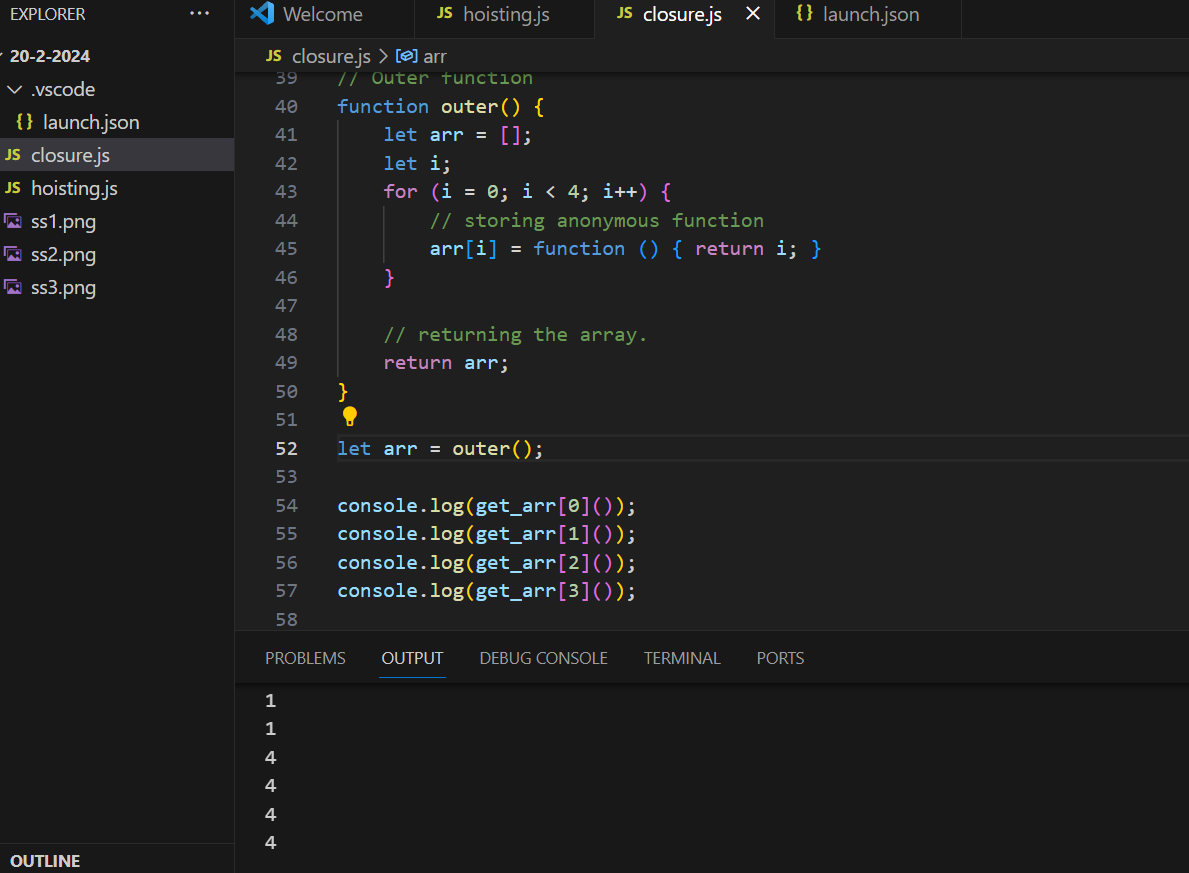 EXPLORER ...
20-2-2024
.vscode
{} launch.json
JS closure.js
JS hoisting.js
ss1.png
ss2.png
ss3.png
OUTLINE
Welcome JS hoisting.js JS closure.js {} launch.json
JS closure.js > arr
39 // Outer function
40 function outer() {
41 let arr = [];
42 let i;
43 for (i = 0; i < 4; i++) {
44 // storing anonymous function
45 arr[i] = function () { return i; }
46 }
47
48 // returning the array.
49 return arr;
50 }
51
52 let arr = outer();
53
54 console.log(get_arr[0]());
55 console.log(get_arr[1]());
56 console.log(get_arr[2]());
57 console.log(get_arr[3]());
58
PROBLEMS OUTPUT DEBUG CONSOLE TERMINAL PORTS
1
1
4
4
4
4